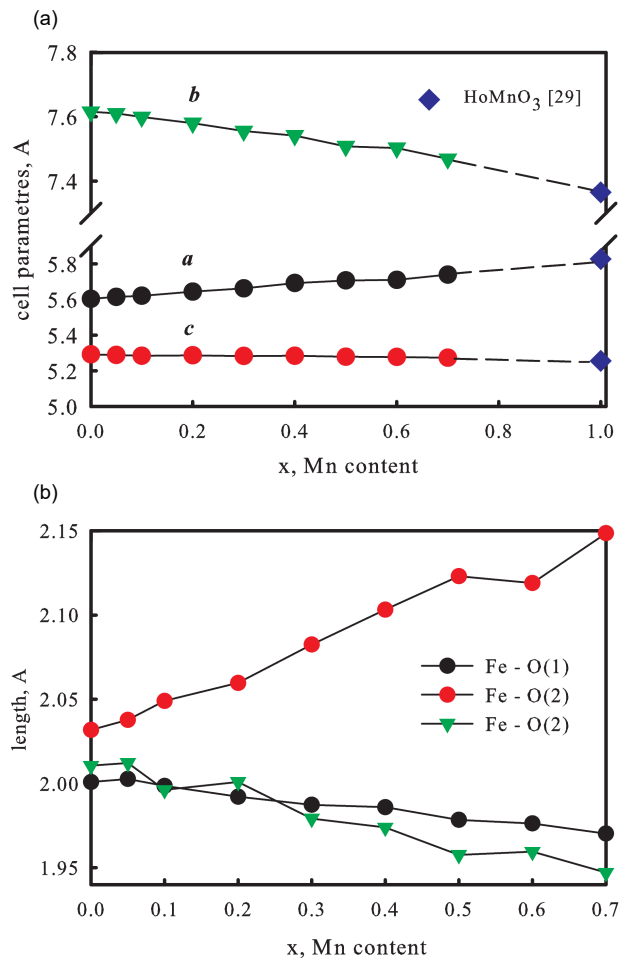 (a)
7.8
b
HoMnO3 [29]
7.6
7.4
cell parametres, A
a
5.8
5.6
c
5.4
5.2
5.0
0.0 0.2 0.4 0.6 0.8 1.0
x, Mn content
(b)
2.15
2.10
Fe - O(1)
Fe - O(2)
Fe - O(2)
length, A
2.05
2.00
1.95
0.0 0.1 0.2 0.3 0.4 0.5 0.6 0.7
x, Mn content